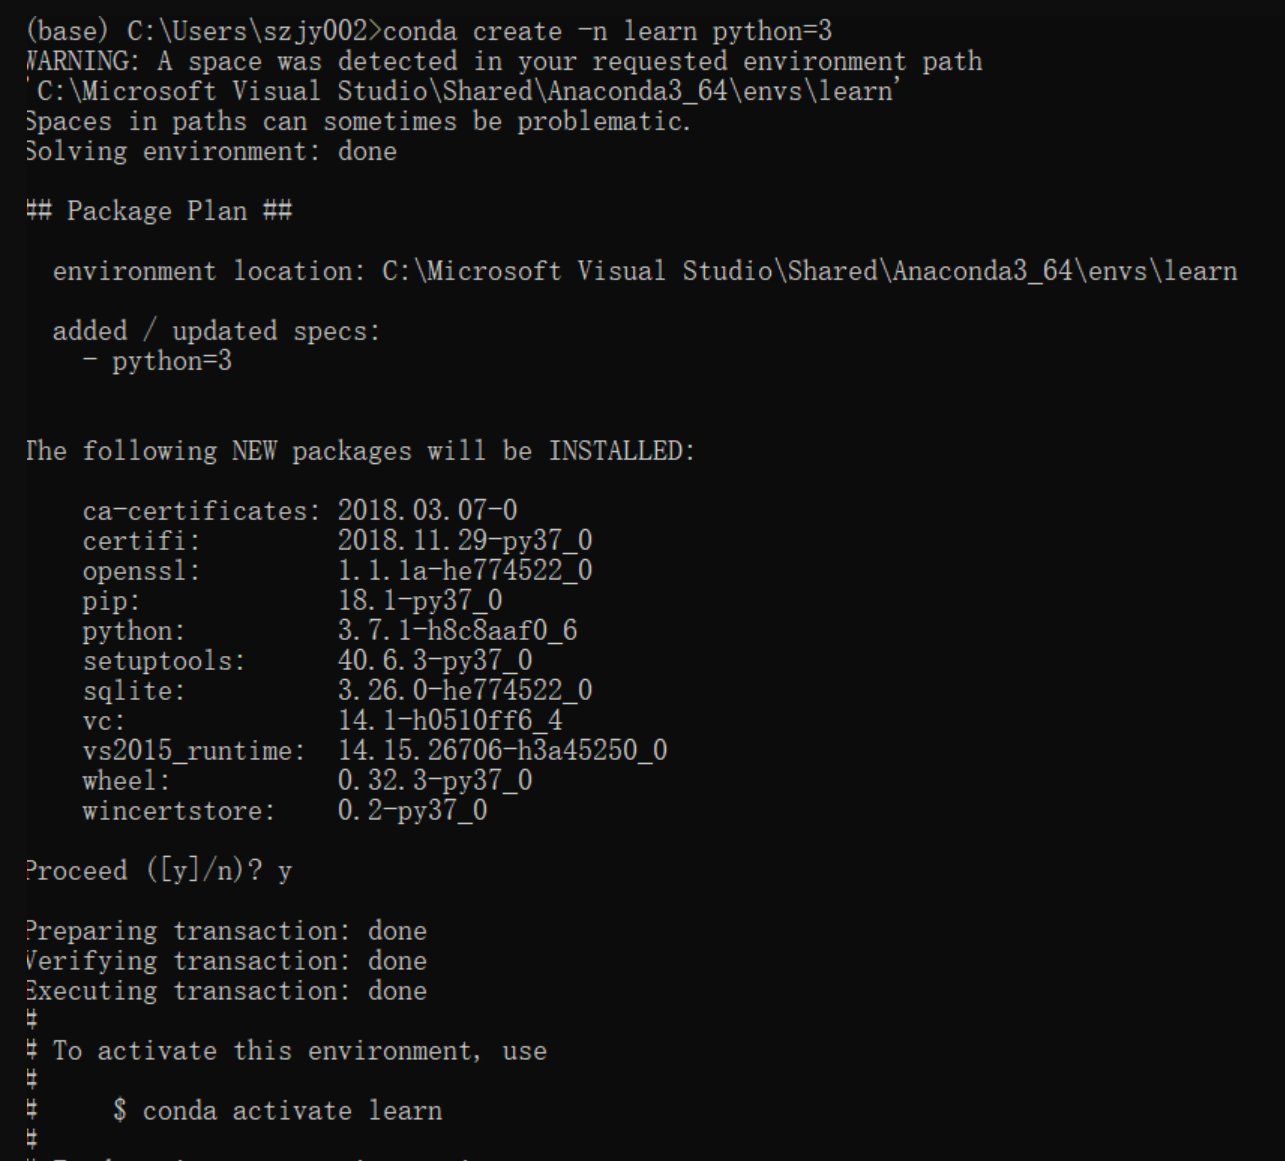 (base) C:\Users\szjy002>conda create -n learn python=3
WARNING: A space was detected in your requested environment path
'C:\Microsoft Visual Studio\Shared\Anaconda3_64\envs\learn'
Spaces in paths can sometimes be problematic.
Solving environment: done
## Package Plan ##
environment location: C:\Microsoft Visual Studio\Shared\Anaconda3_64\envs\learn
added / updated specs:
- python=3
The following NEW packages will be INSTALLED:
ca-certificates: 2018.03.07-0
certifi: 2018.11.29-py37_0
openssl: 1.1.1a-he774522_0
pip: 18.1-py37_0
python: 3.7.1-h8c8aaf0_6
setuptools: 40.6.3-py37_0
sqlite: 3.26.0-he774522_0
vc: 14.1-h0510ff6_4
vs2015_runtime: 14.15.26706-h3a45250_0
wheel: 0.32.3-py37_0
wincertstore: 0.2-py37_0
Proceed ([y]/n)? y
Preparing transaction: done
Verifying transaction: done
Executing transaction: done
#
# To activate this environment, use
#
# $ conda activate learn
#